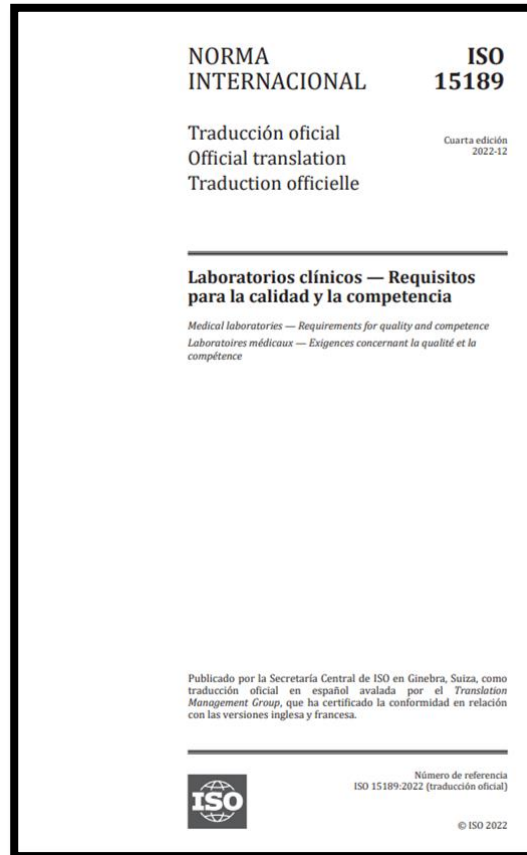 NORMA
INTERNACIONAL
ISO
15189
Traducción oficial
Official translation
Traduction officielle
Cuarta edición
2022-12
Laboratorios clínicos — Requisitos
para la calidad y la competencia
Medical laboratories — Requirements for quality and competence
Laboratoires médicaux — Exigences concernant la qualité et la
compétence
Publicado por la Secretaría Central de ISO en Ginebra, Suiza, como
traducción oficial en español avalada por el Translation
Management Group, que ha certificado la conformidad en relación
con las versiones inglesa y francesa.
ISO
Número de referencia
ISO 15189:2022 (traducción oficial)
© ISO 2022